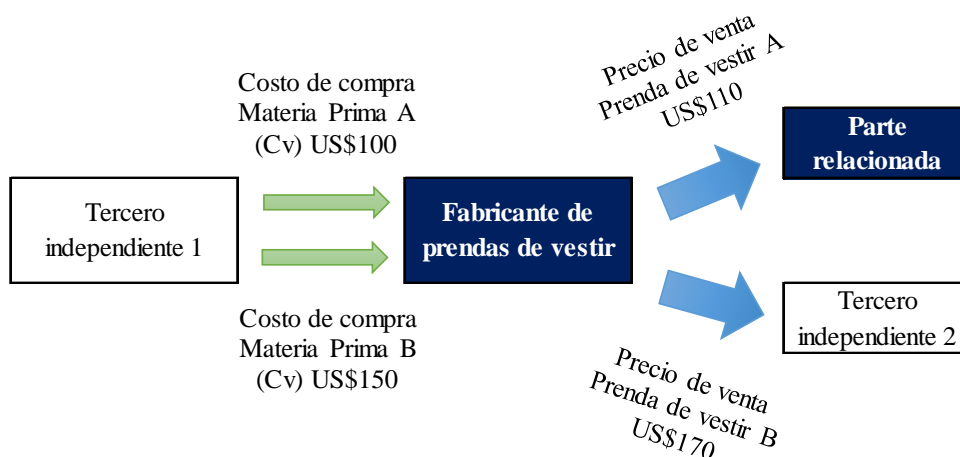 Costo de compra
Materia Prima A
(Cv) US$100
Precio de venta
Prenda de vestir A
US$110
Parte
relacionada
Tercero
independiente 1
Fabricante de
prendas de vestir
Costo de compra
Materia Prima B
(Cv) US$150
Tercero
independiente 2
Precio de venta
Prenda de vestir B
US$170